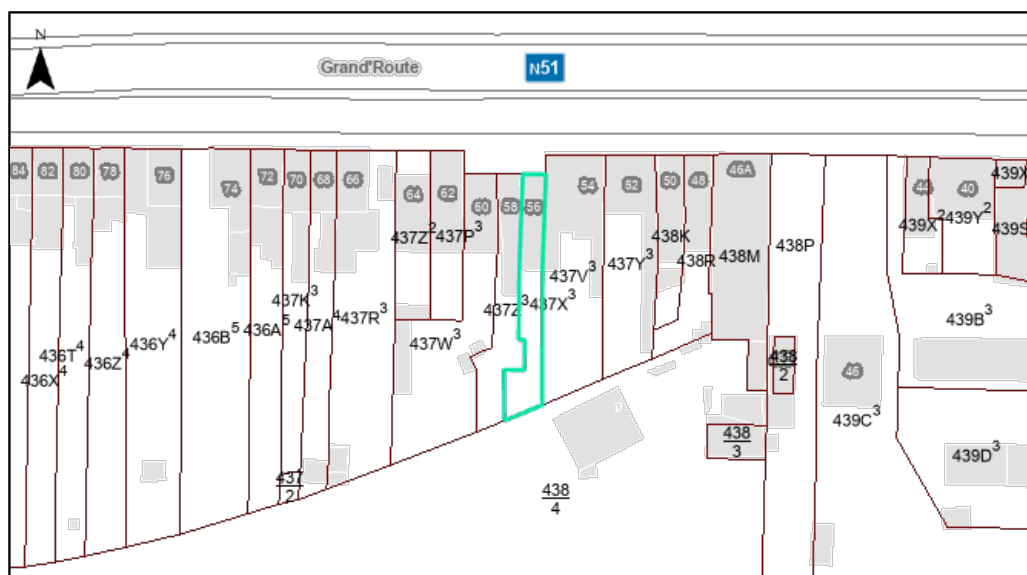 N
Grand'Route
N51
84
82
80
78
76
74
72
70
68
66
64
62
60
58
56
54
52
50
48
46A
44
40
439X
439X²
439Y²
439S
437Z²
437P³
438K
438R
438M
438P
437V³
437Y³
437K³
436A⁵
437A⁴
437R³
437Z³
437X³
436B⁵
436Y⁴
436T⁴
436Z⁴
436X⁴
437W³
439B³
438
2
46
439C³
D
438
3
439D³
437
2
438
4